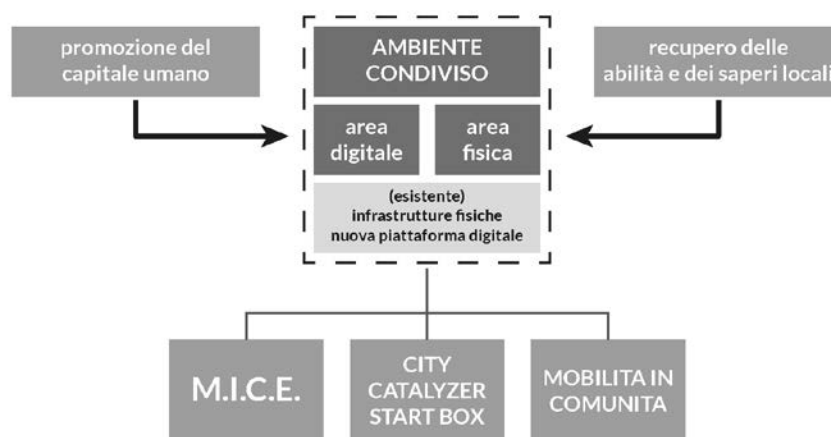 promozione del
capitale umano
AMBIENTE
CONDIVISO
recupero delle
abilità e dei saperi locali
area
digitale
area
fisica
(esistente)
infrastrutture fisiche
nuova piattaforma digitale
M.I.C.E.
CITY
CATALYZER
START BOX
MOBILITA IN
COMUNITA